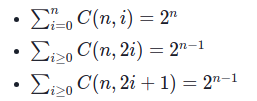 • ∑_{i=0}^{n} C(n, i) = 2^n
• ∑_{i≥0} C(n, 2i) = 2^{n−1}
• ∑_{i≥0} C(n, 2i + 1) = 2^{n−1}